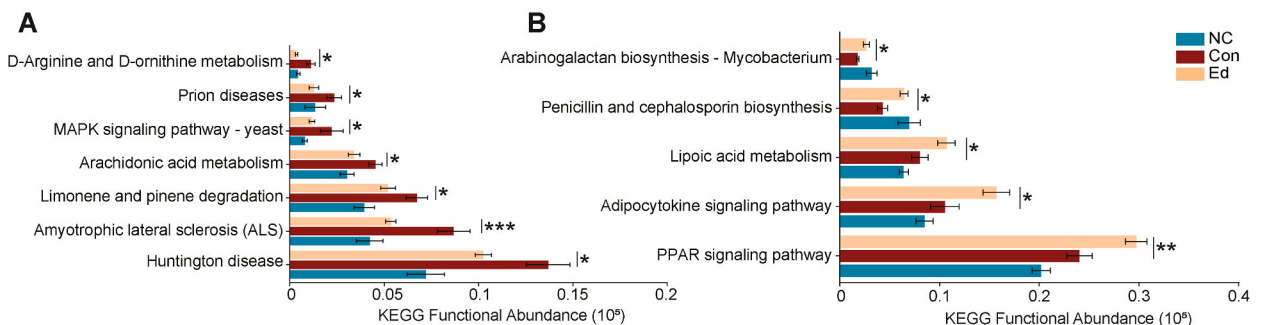 A
D-Arginine and D-ornithine metabolism
*
Prion diseases
*
MAPK signaling pathway - yeast
*
Arachidonic acid metabolism
*
Limonene and pinene degradation
*
Amyotrophic lateral sclerosis (ALS)
***
Huntington disease
*
0 0.05 0.1 0.15 0.2
KEGG Functional Abundance (10⁵)
B
Arabinogalactan biosynthesis - Mycobacterium
*
Penicillin and cephalosporin biosynthesis
*
Lipoic acid metabolism
*
Adipocytokine signaling pathway
*
PPAR signaling pathway
**
0 0.1 0.2 0.3 0.4
KEGG Functional Abundance (10⁵)
NC
Con
Ed